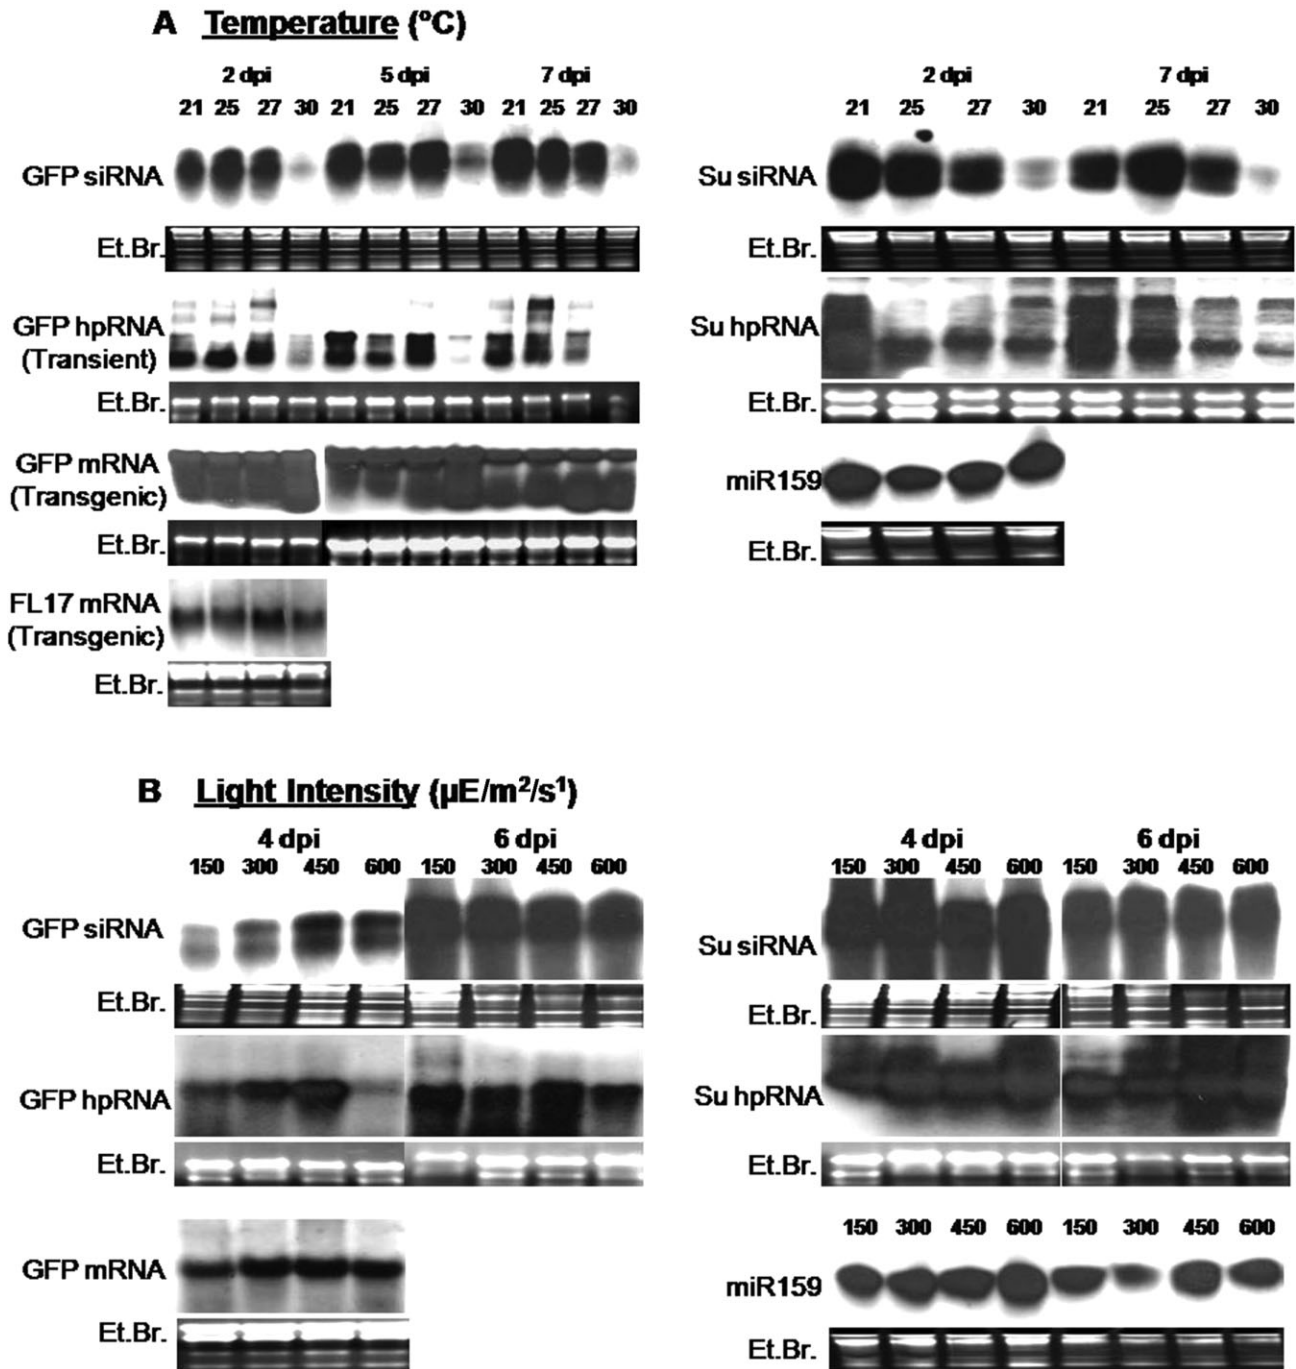 A Temperature (ºC)
2 dpi 5 dpi 7 dpi
21 25 27 30 21 25 27 30 21 25 27 30
GFP siRNA
Et.Br.
GFP hpRNA
(Transient)
Et.Br.
GFP mRNA
(Transgenic)
Et.Br.
FL17 mRNA
(Transgenic)
Et.Br.
2 dpi 7 dpi
21 25 27 30 21 25 27 30
Su siRNA
Et.Br.
Su hpRNA
Et.Br.
miR159
Et.Br.
B Light Intensity (µE/m²/s¹)
4 dpi 6 dpi
150 300 450 600 150 300 450 600
GFP siRNA
Et.Br.
GFP hpRNA
Et.Br.
GFP mRNA
Et.Br.
4 dpi 6 dpi
150 300 450 600 150 300 450 600
Su siRNA
Et.Br.
Su hpRNA
Et.Br.
150 300 450 600 150 300 450 600
miR159
Et.Br.